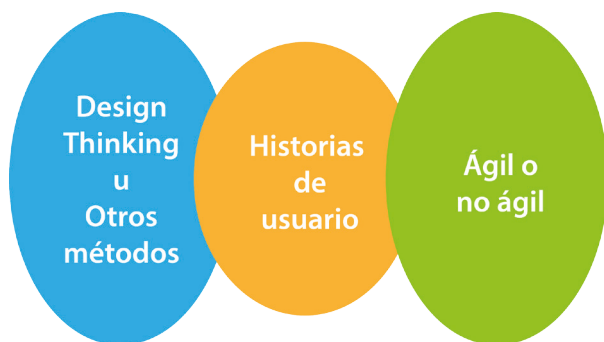 Design
Thinking
u
Otros
métodos
Historias
de
usuario
Ágil o
no ágil